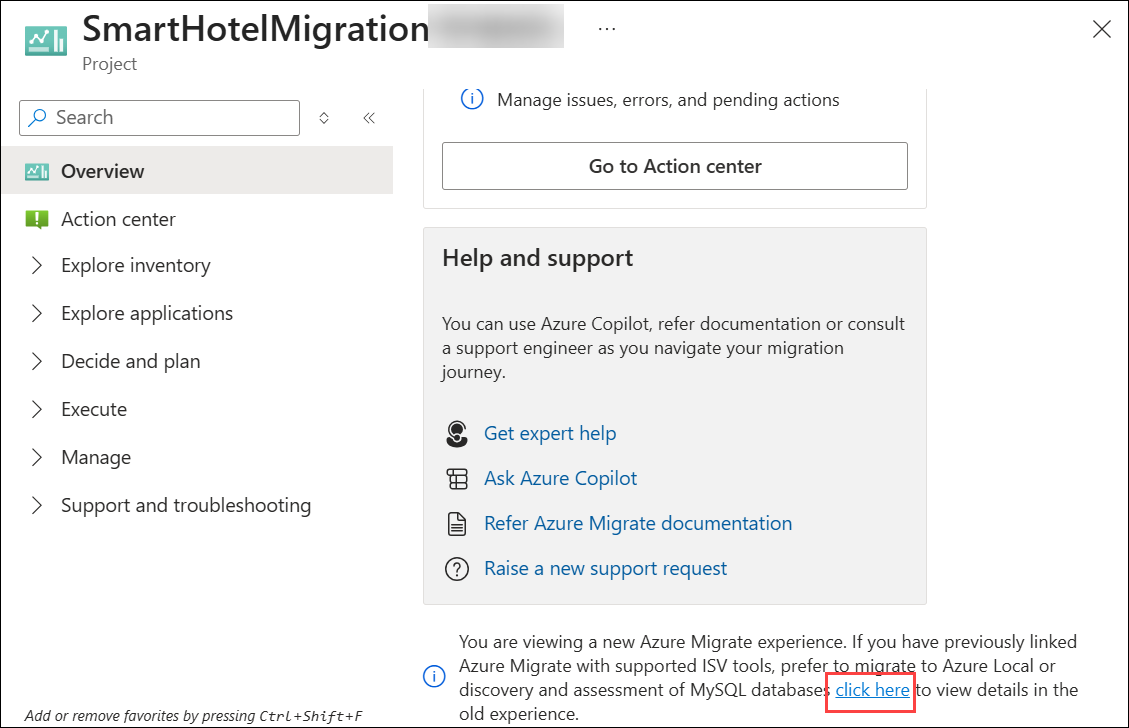 SmartHotelMigration
...
Project
Search
Overview
Action center
Explore inventory
Explore applications
Decide and plan
Execute
Manage
Support and troubleshooting
Add or remove favorites by pressing Ctrl+Shift+F
Manage issues, errors, and pending actions
Go to Action center
Help and support
You can use Azure Copilot, refer documentation or consult
a support engineer as you navigate your migration
journey.
Get expert help
Ask Azure Copilot
Refer Azure Migrate documentation
Raise a new support request
You are viewing a new Azure Migrate experience. If you have previously linked
Azure Migrate with supported ISV tools, prefer to migrate to Azure Local or
discovery and assessment of MySQL databases click here to view details in the
old experience.